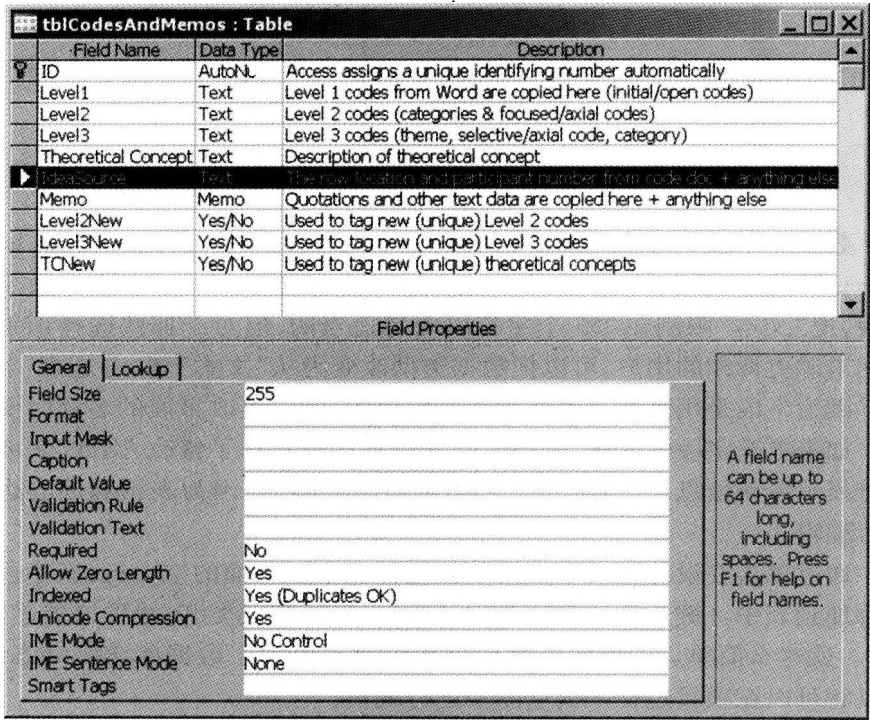 tblCodesAndMemos : Table
Field Name Data Type Description
ID AutoNu Access assigns a unique identifying number automatically
Level1 Text Level 1 codes from Word are copied here (initial/open codes)
Level2 Text Level 2 codes (categories & focused/axial codes)
Level3 Text Level 3 codes (theme, selective/axial code, category)
Theoretical Concept Text Description of theoretical concept
IdeaSource Text The row location and participant number from code doc + anything else
Memo Memo Quotations and other text data are copied here + anything else
Level2New Yes/No Used to tag new (unique) Level 2 codes
Level3New Yes/No Used to tag new (unique) Level 3 codes
TCNew Yes/No Used to tag new (unique) theoretical concepts
Field Properties
General Lookup
Field Size 255
Format
Input Mask
Caption
Default Value
Validation Rule
Validation Text
Required No
Allow Zero Length Yes
Indexed Yes (Duplicates OK)
Unicode Compression Yes
IME Mode No Control
IME Sentence Mode None
Smart Tags
A field name
can be up to
64 characters
long,
including
spaces. Press
F1 for help on
field names.